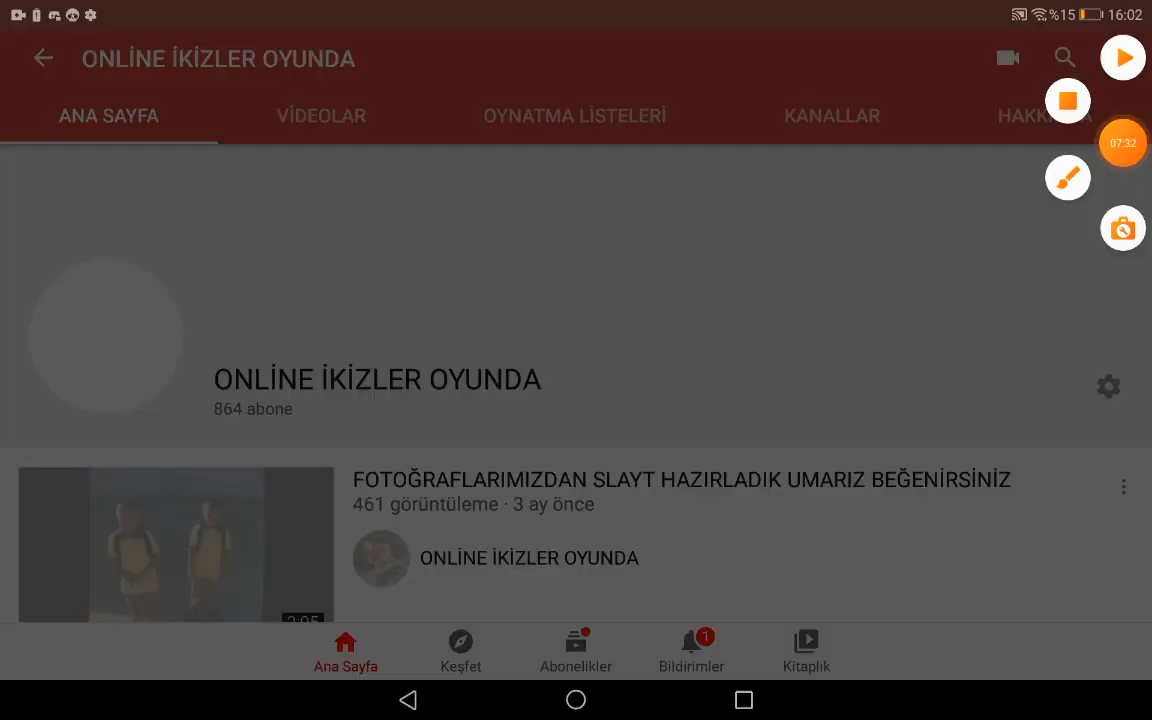 %15 16:02
ONLİNE İKİZLER OYUNDA
ANA SAYFA VİDEOLAR OYNATMA LİSTELERİ KANALLAR
07:32
ONLİNE İKİZLER OYUNDA
864 abone
FOTOĞRAFLARIMIZDAN SLAYT HAZIRLADIK UMARIZ BEĞENİRSİNİZ
461 görüntüleme · 3 ay önce
ONLİNE İKİZLER OYUNDA
1
Ana Sayfa Keşfet Abonelikler Bildirimler Kitaplık